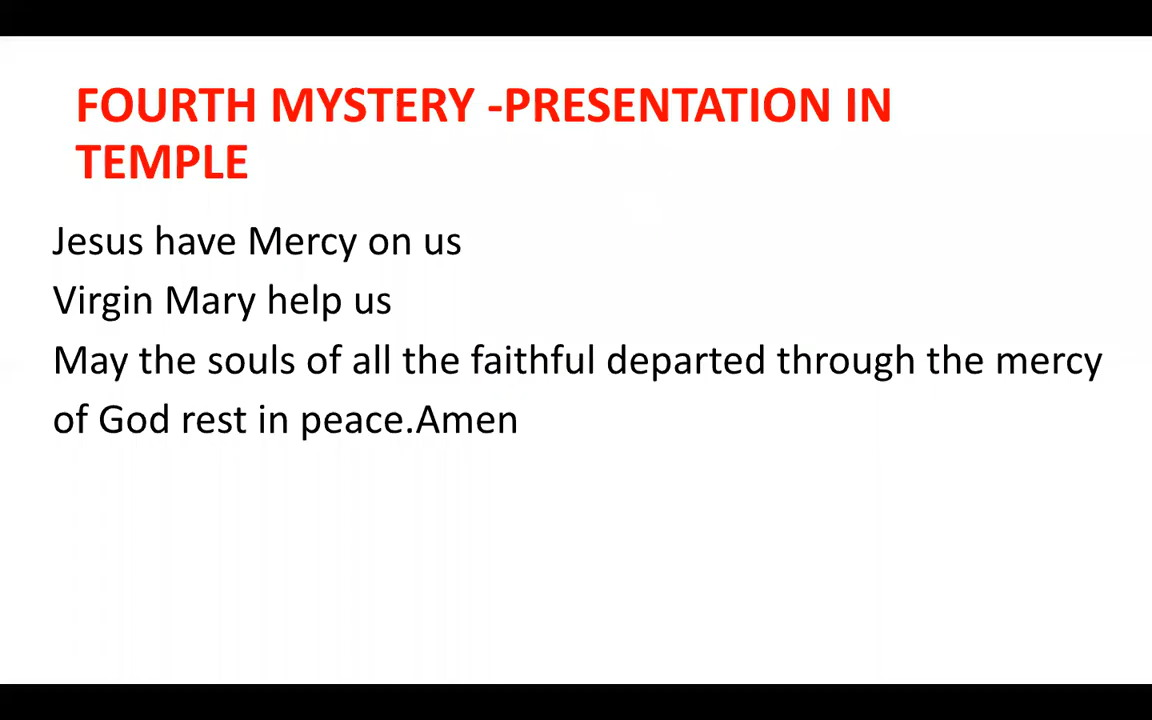 FOURTH MYSTERY -PRESENTATION IN
TEMPLE
Jesus have Mercy on us
Virgin Mary help us
May the souls of all the faithful departed through the mercy
of God rest in peace.Amen